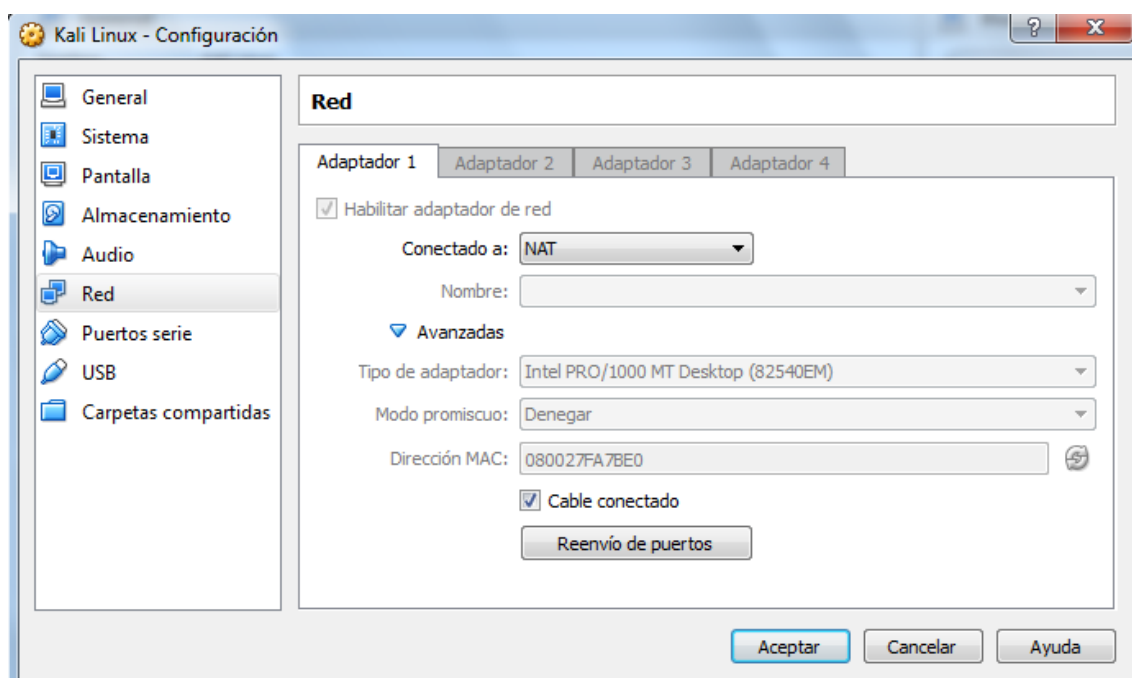 Kali Linux - Configuración
General
Sistema
Pantalla
Almacenamiento
Audio
Red
Puertos serie
USB
Carpetas compartidas
Red
Adaptador 1 Adaptador 2 Adaptador 3 Adaptador 4
Habilitar adaptador de red
Conectado a: NAT
Nombre:
Avanzadas
Tipo de adaptador: Intel PRO/1000 MT Desktop (82540EM)
Modo promiscuo: Denegar
Dirección MAC: 080027FA7BE0
Cable conectado
Reenvío de puertos
Aceptar Cancelar Ayuda